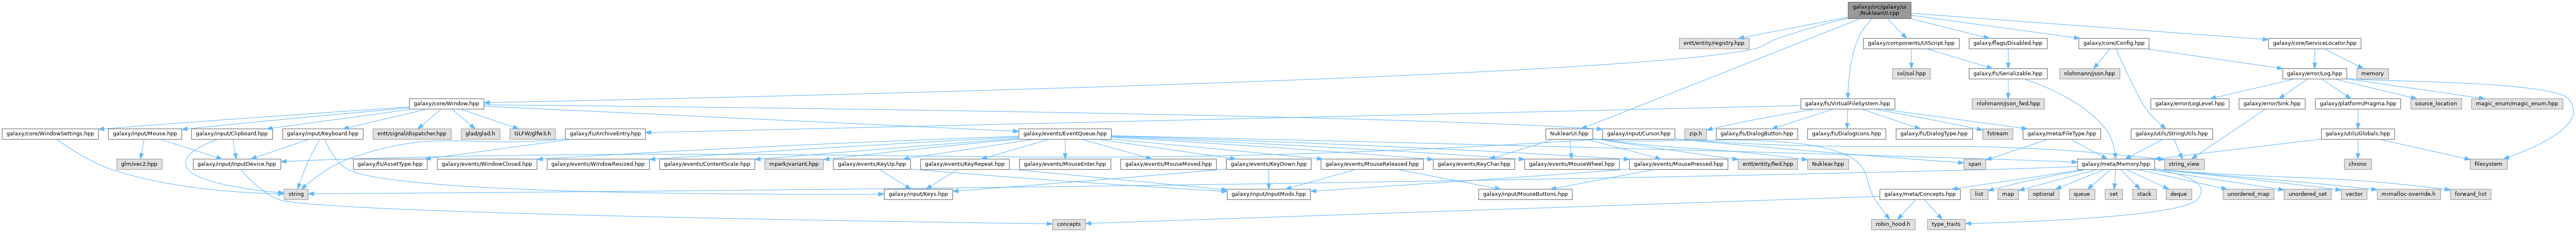 galaxy/src/galaxy/ui
/NuklearUI.cpp
entt/entity/registry.hpp
galaxy/components/UIScript.hpp
galaxy/flags/Disabled.hpp
galaxy/core/Config.hpp
galaxy/core/ServiceLocator.hpp
sol/sol.hpp
galaxy/fs/Serializable.hpp
nlohmann/json.hpp
galaxy/error/Log.hpp
memory
galaxy/core/Window.hpp
galaxy/fs/VirtualFileSystem.hpp
nlohmann/json_fwd.hpp
galaxy/error/LogLevel.hpp
galaxy/error/Sink.hpp
galaxy/platform/Pragma.hpp
source_location
magic_enum/magic_enum.hpp
galaxy/core/WindowSettings.hpp
galaxy/input/Mouse.hpp
galaxy/input/Clipboard.hpp
galaxy/input/Keyboard.hpp
entt/signal/dispatcher.hpp
glad/glad.h
GLFW/glfw3.h
galaxy/fs/ArchiveEntry.hpp
galaxy/events/EventQueue.hpp
NuklearUI.hpp
galaxy/input/Cursor.hpp
zip.h
galaxy/fs/DialogButton.hpp
galaxy/fs/DialogIcons.hpp
galaxy/fs/DialogType.hpp
fstream
galaxy/meta/FileType.hpp
galaxy/utils/StringUtils.hpp
galaxy/utils/Globals.hpp
glm/vec2.hpp
galaxy/input/InputDevice.hpp
galaxy/fs/AssetType.hpp
galaxy/events/WindowClosed.hpp
galaxy/events/WindowResized.hpp
galaxy/events/ContentScale.hpp
mpark/variant.hpp
galaxy/events/KeyUp.hpp
galaxy/events/KeyRepeat.hpp
galaxy/events/MouseEnter.hpp
galaxy/events/MouseMoved.hpp
galaxy/events/KeyDown.hpp
galaxy/events/MouseReleased.hpp
galaxy/events/KeyChar.hpp
galaxy/events/MouseWheel.hpp
galaxy/events/MousePressed.hpp
entt/entity/fwd.hpp
Nuklear.hpp
span
galaxy/meta/Memory.hpp
string_view
chrono
filesystem
string
galaxy/input/Keys.hpp
galaxy/input/InputMods.hpp
galaxy/input/MouseButtons.hpp
galaxy/meta/Concepts.hpp
list
map
optional
queue
set
stack
deque
unordered_map
unordered_set
vector
mimalloc-override.h
forward_list
concepts
robin_hood.h
type_traits